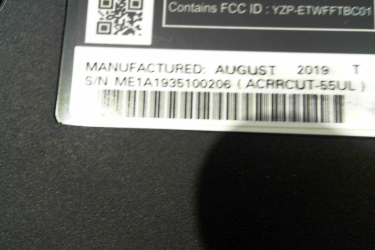 Contains FCC ID : YZP-ETWFFTBC01
MANUFACTURED: AUGUST 2019 T
S/N ME1A1935100206 ( ACRRCUT-55UL )